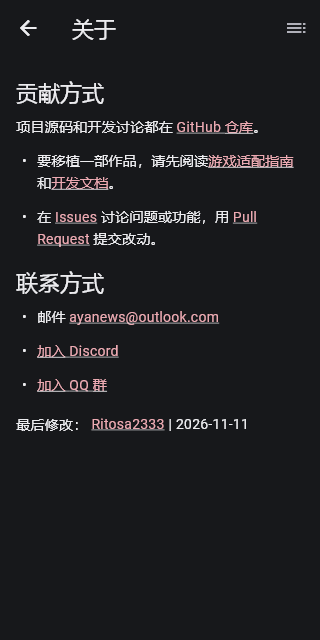 关于
贡献方式
项目源码和开发讨论都在 GitHub 仓库。
• 要移植一部作品，请先阅读游戏适配指南
和开发文档。
• 在 Issues 讨论问题或功能，用 Pull
Request 提交改动。
联系方式
• 邮件 ayanews@outlook.com
• 加入 Discord
• 加入 QQ 群
最后修改： Ritosa2333 | 2026-11-11